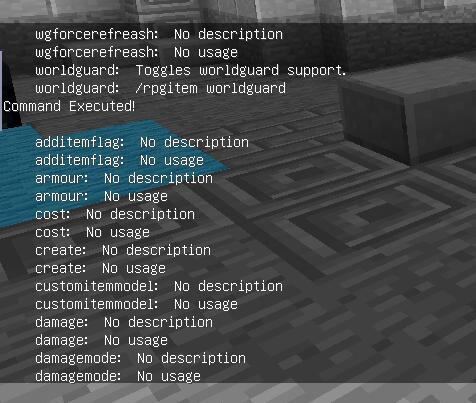 wgforcerefreash: No description
wgforcerefreash: No usage
worldguard: Toggles worldguard support.
worldguard: /rpgitem worldguard
Command Executed!
additemflag: No description
additemflag: No usage
armour: No description
armour: No usage
cost: No description
cost: No usage
create: No description
create: No usage
customitemmodel: No description
customitemmodel: No usage
damage: No description
damage: No usage
damagemode: No description
damagemode: No usage